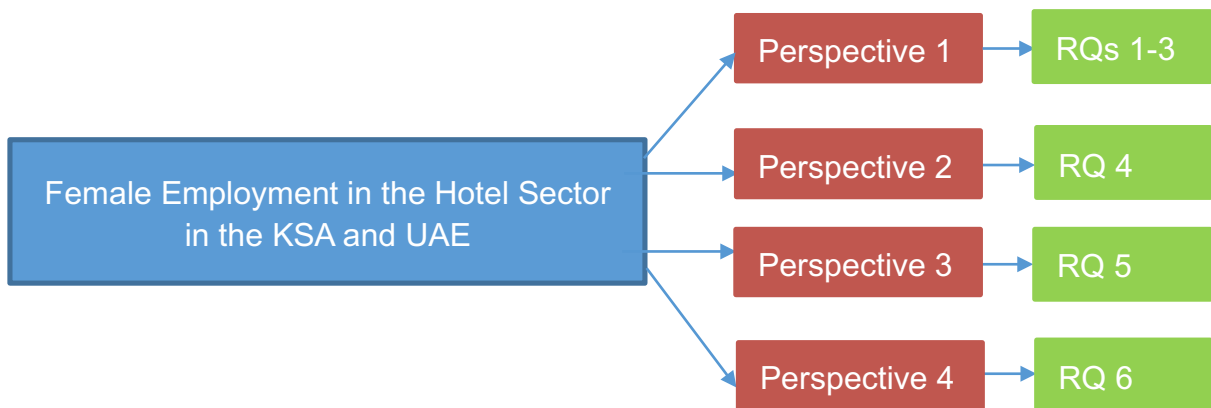 Perspective 1
RQs 1-3
Female Employment in the Hotel Sector
in the KSA and UAE
Perspective 2
RQ 4
Perspective 3
RQ 5
Perspective 4
RQ 6